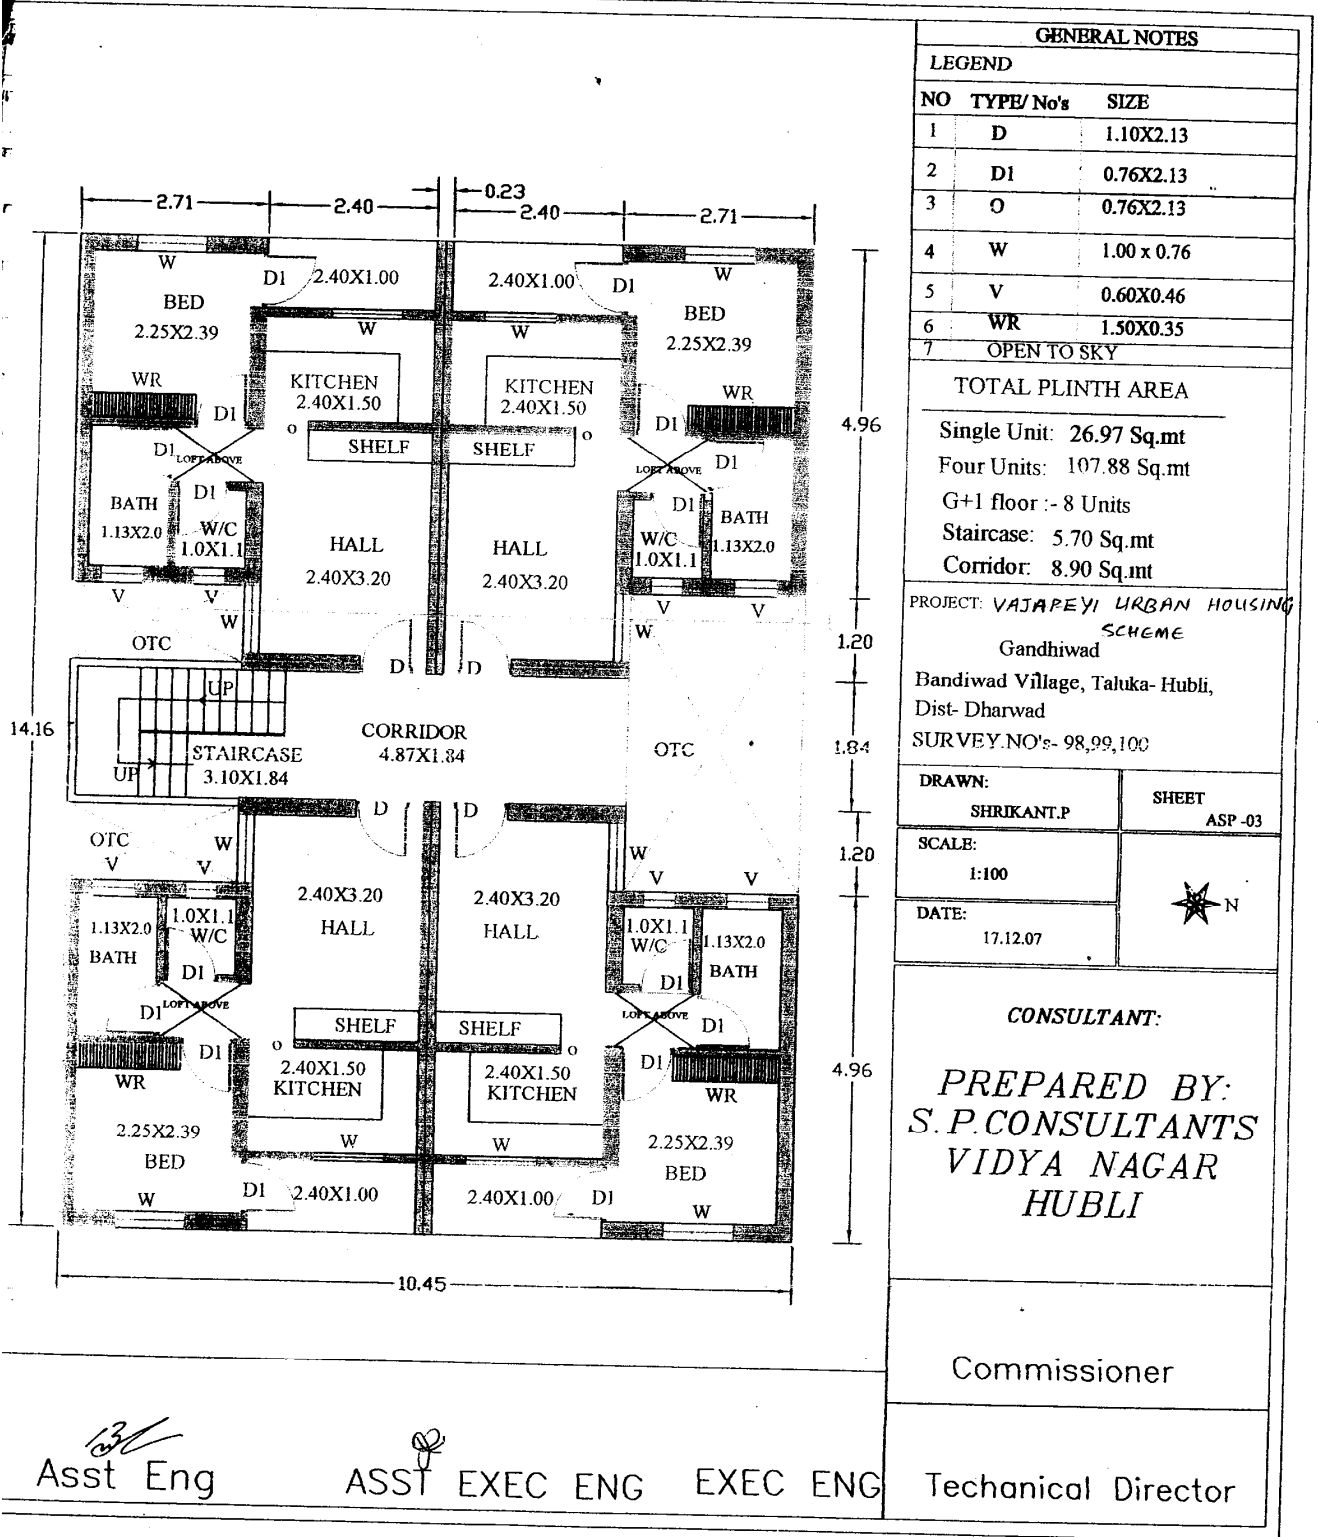 GENERAL NOTES
LEGEND
NO TYPE/ No's SIZE
1 D 1.10X2.13
2 D1 0.76X2.13
3 O 0.76X2.13
4 W 1.00 x 0.76
5 V 0.60X0.46
6 WR 1.50X0.35
7 OPEN TO SKY
TOTAL PLINTH AREA
Single Unit: 26.97 Sq.mt
Four Units: 107.88 Sq.mt
G+1 floor :- 8 Units
Staircase: 5.70 Sq.mt
Corridor: 8.90 Sq.mt
PROJECT: VAJAPEYI URBAN HOUSING
SCHEME
Gandhiwad
Bandiwad Village, Taluka- Hubli,
Dist- Dharwad
SURVEY.NO's- 98,99,100
DRAWN:
SHRIKANT.P
SHEET
ASP -03
SCALE:
1:100
N
DATE:
17.12.07
CONSULTANT:
PREPARED BY:
S.P.CONSULTANTS
VIDYA NAGAR
HUBLI
Commissioner
Techanical Director
2.71 2.40 0.23 2.40 2.71
W W
D1 2.40X1.00 2.40X1.00 D1
BED BED
2.25X2.39 W W 2.25X2.39
WR KITCHEN KITCHEN WR
2.40X1.50 2.40X1.50
D1 O O D1
4.96
D1 SHELF SHELF D1
LOFT ABOVE LOFT ABOVE
D1 D1
BATH BATH
1.13X2.0 W/C HALL HALL W/C 1.13X2.0
1.0X1.1 2.40X3.20 2.40X3.20 1.0X1.1
V V V V
W W
OTC 1.20
D D
UP
14.16 CORRIDOR OTC 1.84
STAIRCASE 4.87X1.84
UP 3.10X1.84
D D
OTC W W 1.20
V V V V
2.40X3.20 2.40X3.20
1.13X2.0 1.0X1.1 HALL HALL 1.0X1.1 1.13X2.0
BATH W/C W/C BATH
D1 D1
LOFT ABOVE LOFT ABOVE
D1 SHELF SHELF D1
D1 O O D1
2.40X1.50 2.40X1.50 4.96
WR KITCHEN KITCHEN WR
2.25X2.39 W W 2.25X2.39
BED BED
W D1 2.40X1.00 2.40X1.00 D1 W
10.45
Asst Eng ASST EXEC ENG EXEC ENG